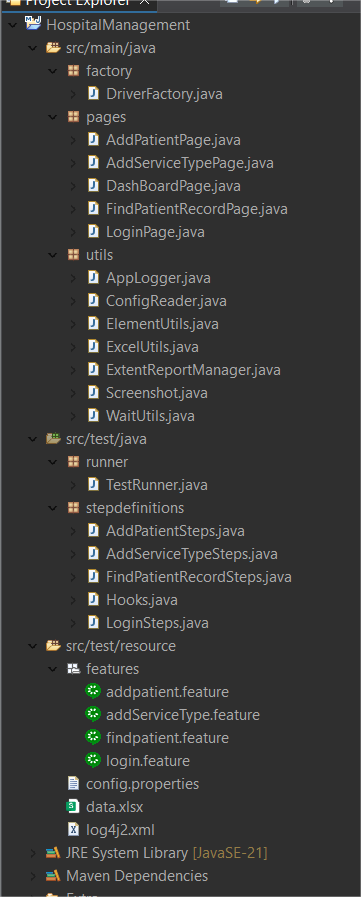 Project Explorer
HospitalManagement
src/main/java
factory
DriverFactory.java
pages
AddPatientPage.java
AddServiceTypePage.java
DashBoardPage.java
FindPatientRecordPage.java
LoginPage.java
utils
AppLogger.java
ConfigReader.java
ElementUtils.java
ExcelUtils.java
ExtentReportManager.java
Screenshot.java
WaitUtils.java
src/test/java
runner
TestRunner.java
stepdefinitions
AddPatientSteps.java
AddServiceTypeSteps.java
FindPatientRecordSteps.java
Hooks.java
LoginSteps.java
src/test/resource
features
addpatient.feature
addServiceType.feature
findpatient.feature
login.feature
config.properties
data.xlsx
log4j2.xml
JRE System Library [JavaSE-21]
Maven Dependencies